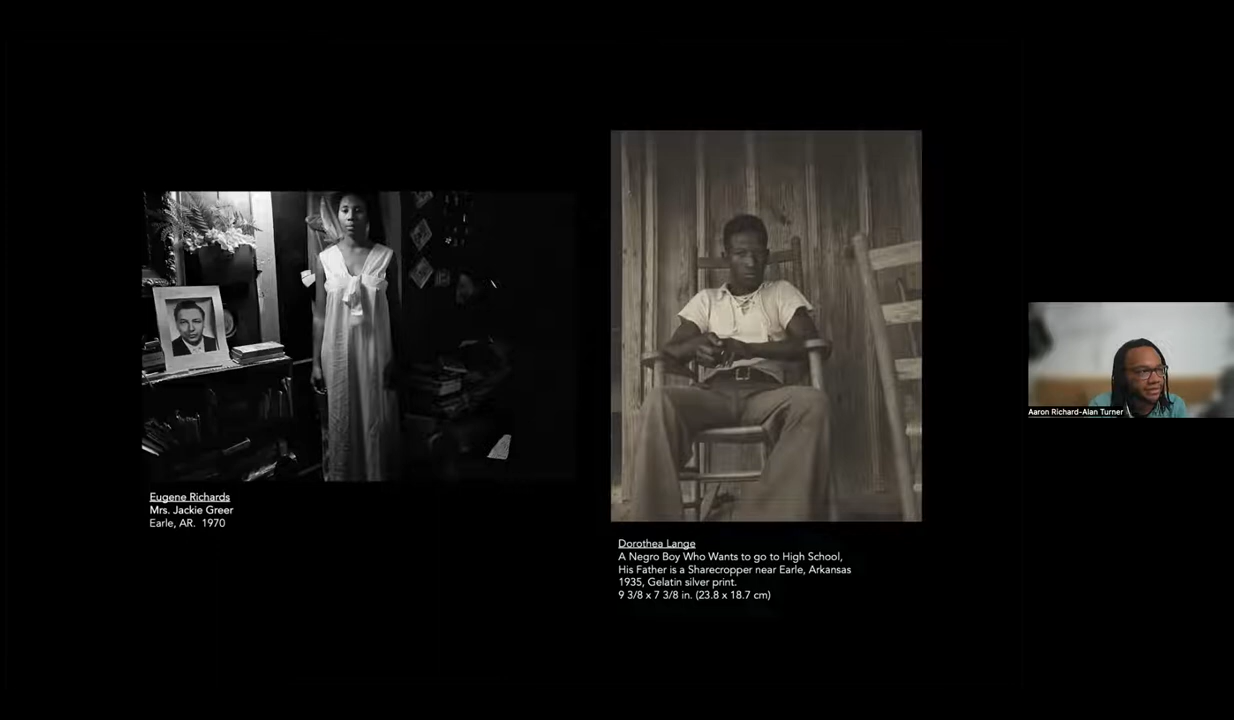 Eugene Richards
Mrs. Jackie Greer
Earle, AR. 1970
Dorothea Lange
A Negro Boy Who Wants to go to High School,
His Father is a Sharecropper near Earle, Arkansas
1935, Gelatin silver print.
9 3/8 x 7 3/8 in. (23.8 x 18.7 cm)
Aaron Richard-Alan Turner